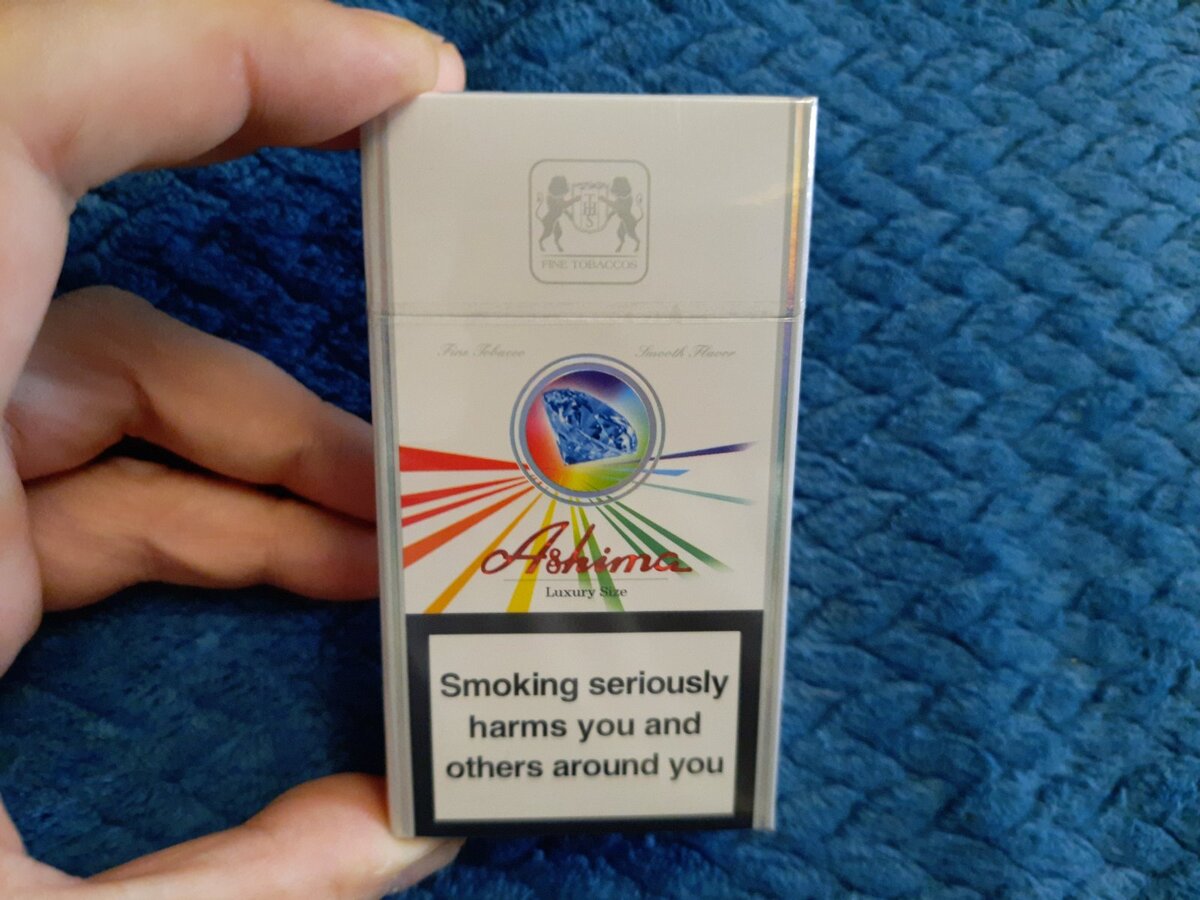 FINE TOBACCOS
Fine Tobacco Smooth Flavor
Ashima
Luxury Size
Smoking seriously
harms you and
others around you